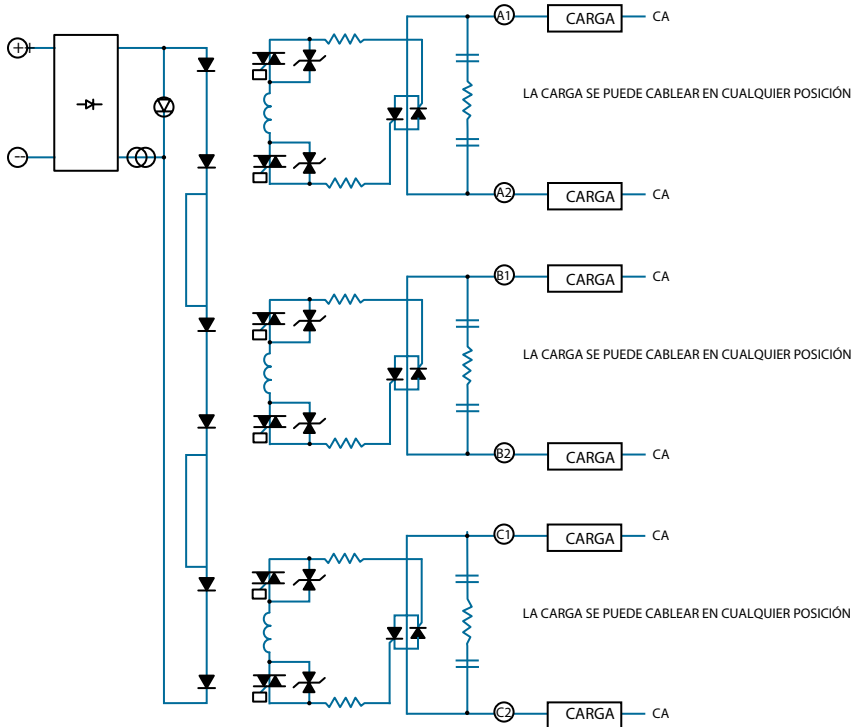 A1 CARGA CA
+
LA CARGA SE PUEDE CABLEAR EN CUALQUIER POSICIÓN
--
A2 CARGA CA
B1 CARGA CA
LA CARGA SE PUEDE CABLEAR EN CUALQUIER POSICIÓN
B2 CARGA CA
C1 CARGA CA
LA CARGA SE PUEDE CABLEAR EN CUALQUIER POSICIÓN
C2 CARGA CA